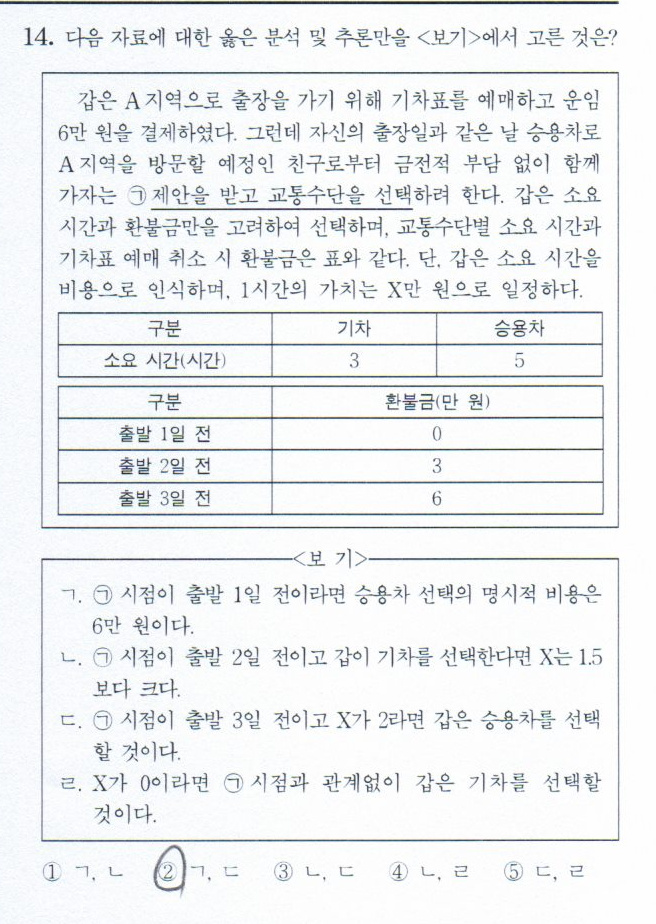 14. 다음 자료에 대한 옳은 분석 및 추론만을 <보기>에서 고른 것은?
갑은 A 지역으로 출장을 가기 위해 기차표를 예매하고 운임
6만 원을 결제하였다. 그런데 자신의 출장일과 같은 날 승용차로
A 지역을 방문할 예정인 친구로부터 금전적 부담 없이 함께
가자는 ㉠ 제안을 받고 교통수단을 선택하려 한다. 갑은 소요
시간과 환불금만을 고려하여 선택하며, 교통수단별 소요 시간과
기차표 예매 취소 시 환불금은 표와 같다. 단, 갑은 소요 시간을
비용으로 인식하며, 1시간의 가치는 X만 원으로 일정하다.
구분 기차 승용차
소요 시간(시간) 3 5
구분 환불금(만 원)
출발 1일 전 0
출발 2일 전 3
출발 3일 전 6
<보 기>
ㄱ. ㉠ 시점이 출발 1일 전이라면 승용차 선택의 명시적 비용은
6만 원이다.
ㄴ. ㉠ 시점이 출발 2일 전이고 갑이 기차를 선택한다면 X는 1.5
보다 크다.
ㄷ. ㉠ 시점이 출발 3일 전이고 X가 2라면 갑은 승용차를 선택
할 것이다.
ㄹ. X가 0이라면 ㉠ 시점과 관계없이 갑은 기차를 선택할
것이다.
① ㄱ, ㄴ ② ㄱ, ㄷ ③ ㄴ, ㄷ ④ ㄴ, ㄹ ⑤ ㄷ, ㄹ